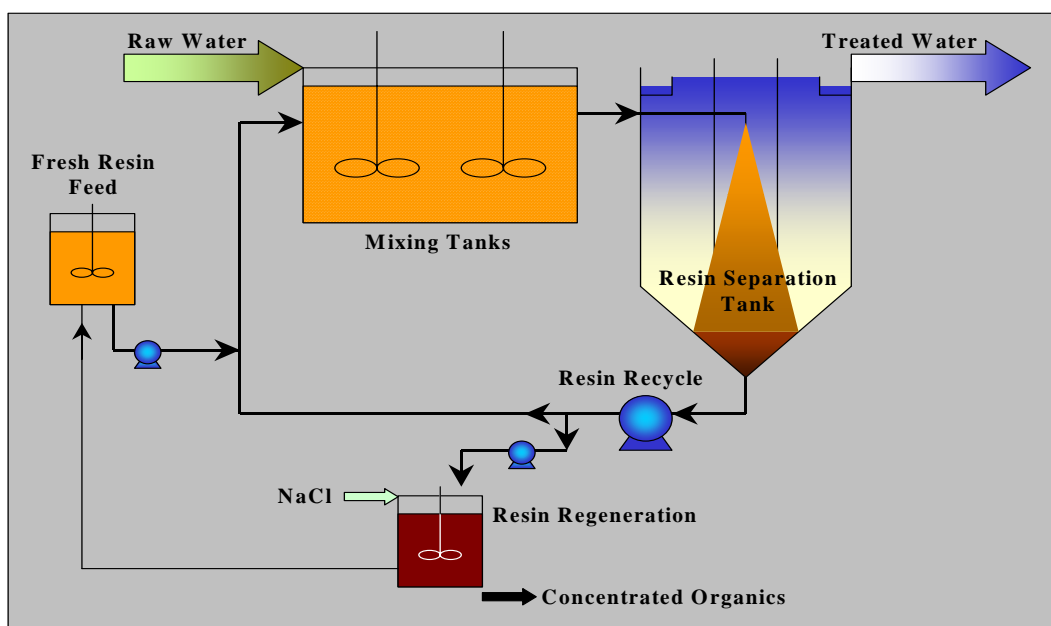 Raw Water
Treated Water
Fresh Resin
Feed
Mixing Tanks
Resin Separation
Tank
Resin Recycle
NaCl
Resin Regeneration
Concentrated Organics